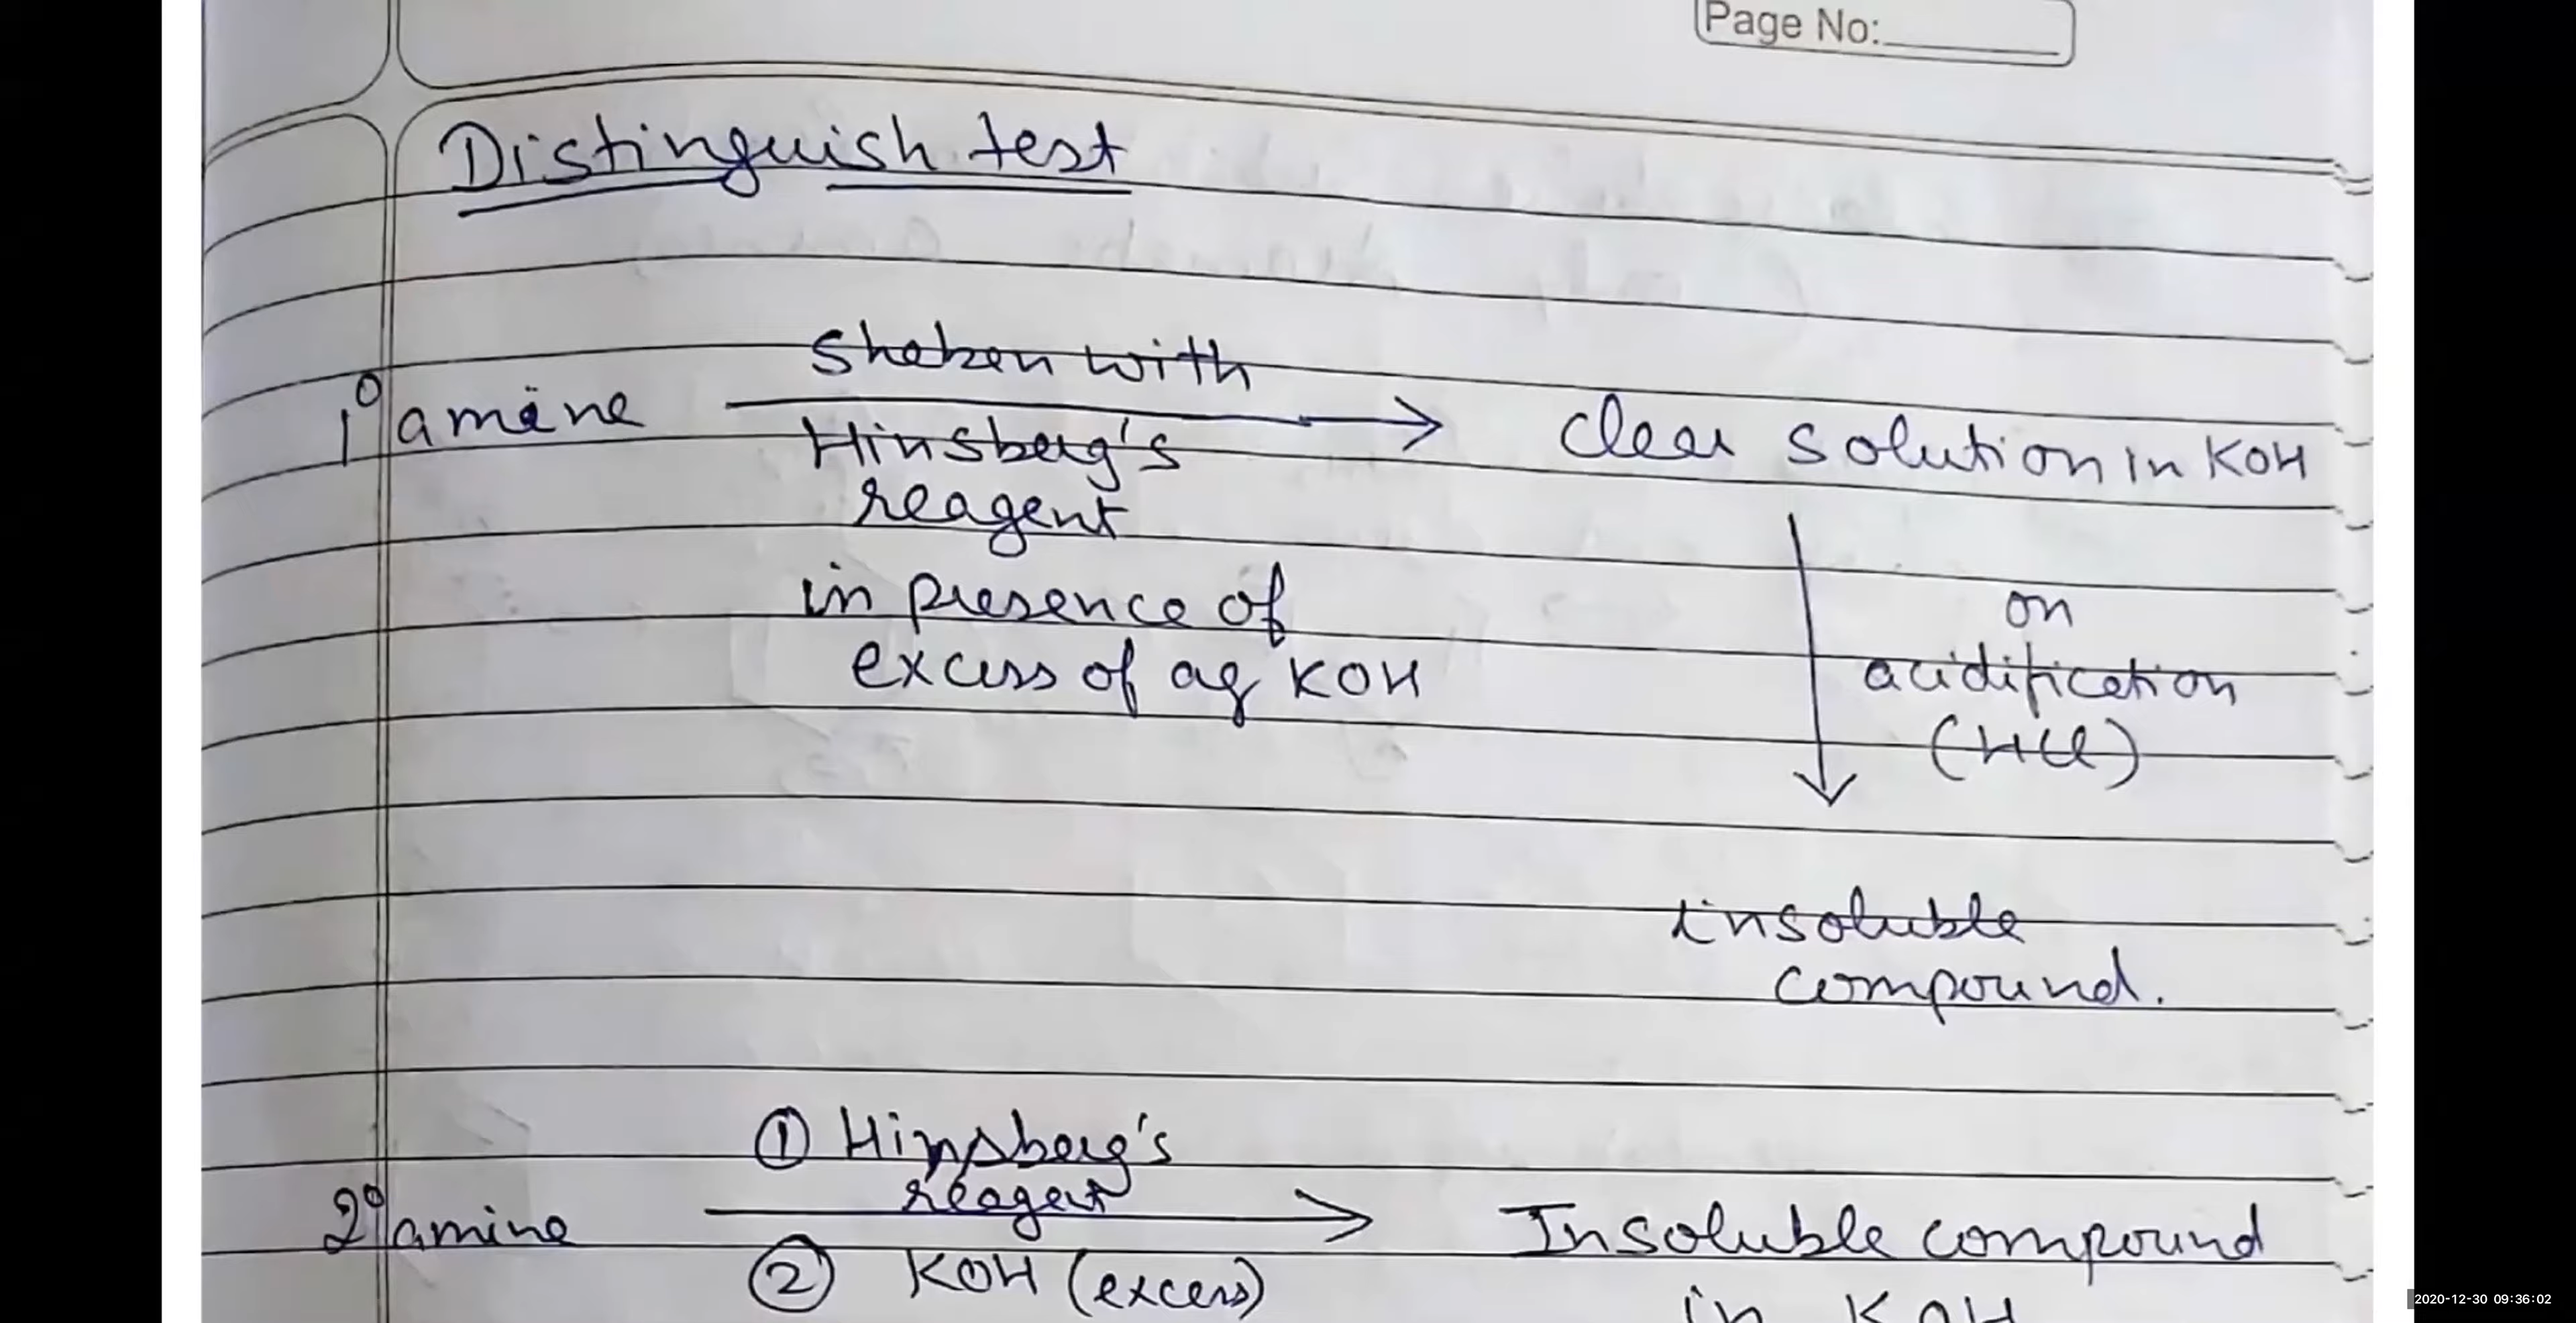 Page No:
Distinguish test
Shaken with
1° amine
Hinsberg's
reagent
in presence of
excess of aq KOH
clear solution in KOH
on
acidification
(HCl)
insoluble
compound.
① Hinsberg's
reagent
2° amine
② KOH (excess)
Insoluble compound
in KOH
2020-12-30 09:36:02